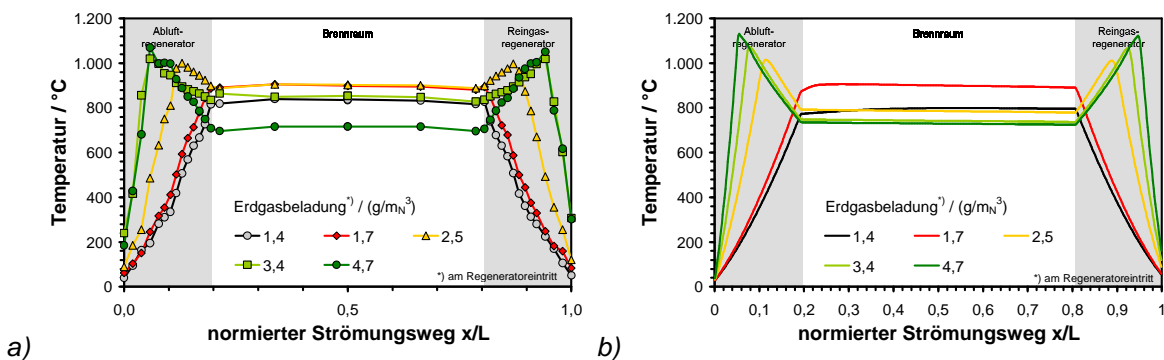 1.200
1.000
800
600
400
200
0
Temperatur / °C
Abluft-
regenerator
Brennraum
Reingas-
regenerator
Erdgasbeladung*) / (g/mN3)
1,4
1,7
2,5
3,4
4,7
*) am Regeneratoreintritt
0,0
0,5
1,0
normierter Strömungsweg x/L
a)
1.200
1.000
800
600
400
200
0
Temperatur / °C
Abluft-
regenerator
Brennraum
Reingas-
regenerator
Erdgasbeladung*) / (g/mN3)
1,4
1,7
2,5
3,4
4,7
*) am Regeneratoreintritt
0 0,1 0,2 0,3 0,4 0,5 0,6 0,7 0,8 0,9 1
normierter Strömungsweg x/L
b)